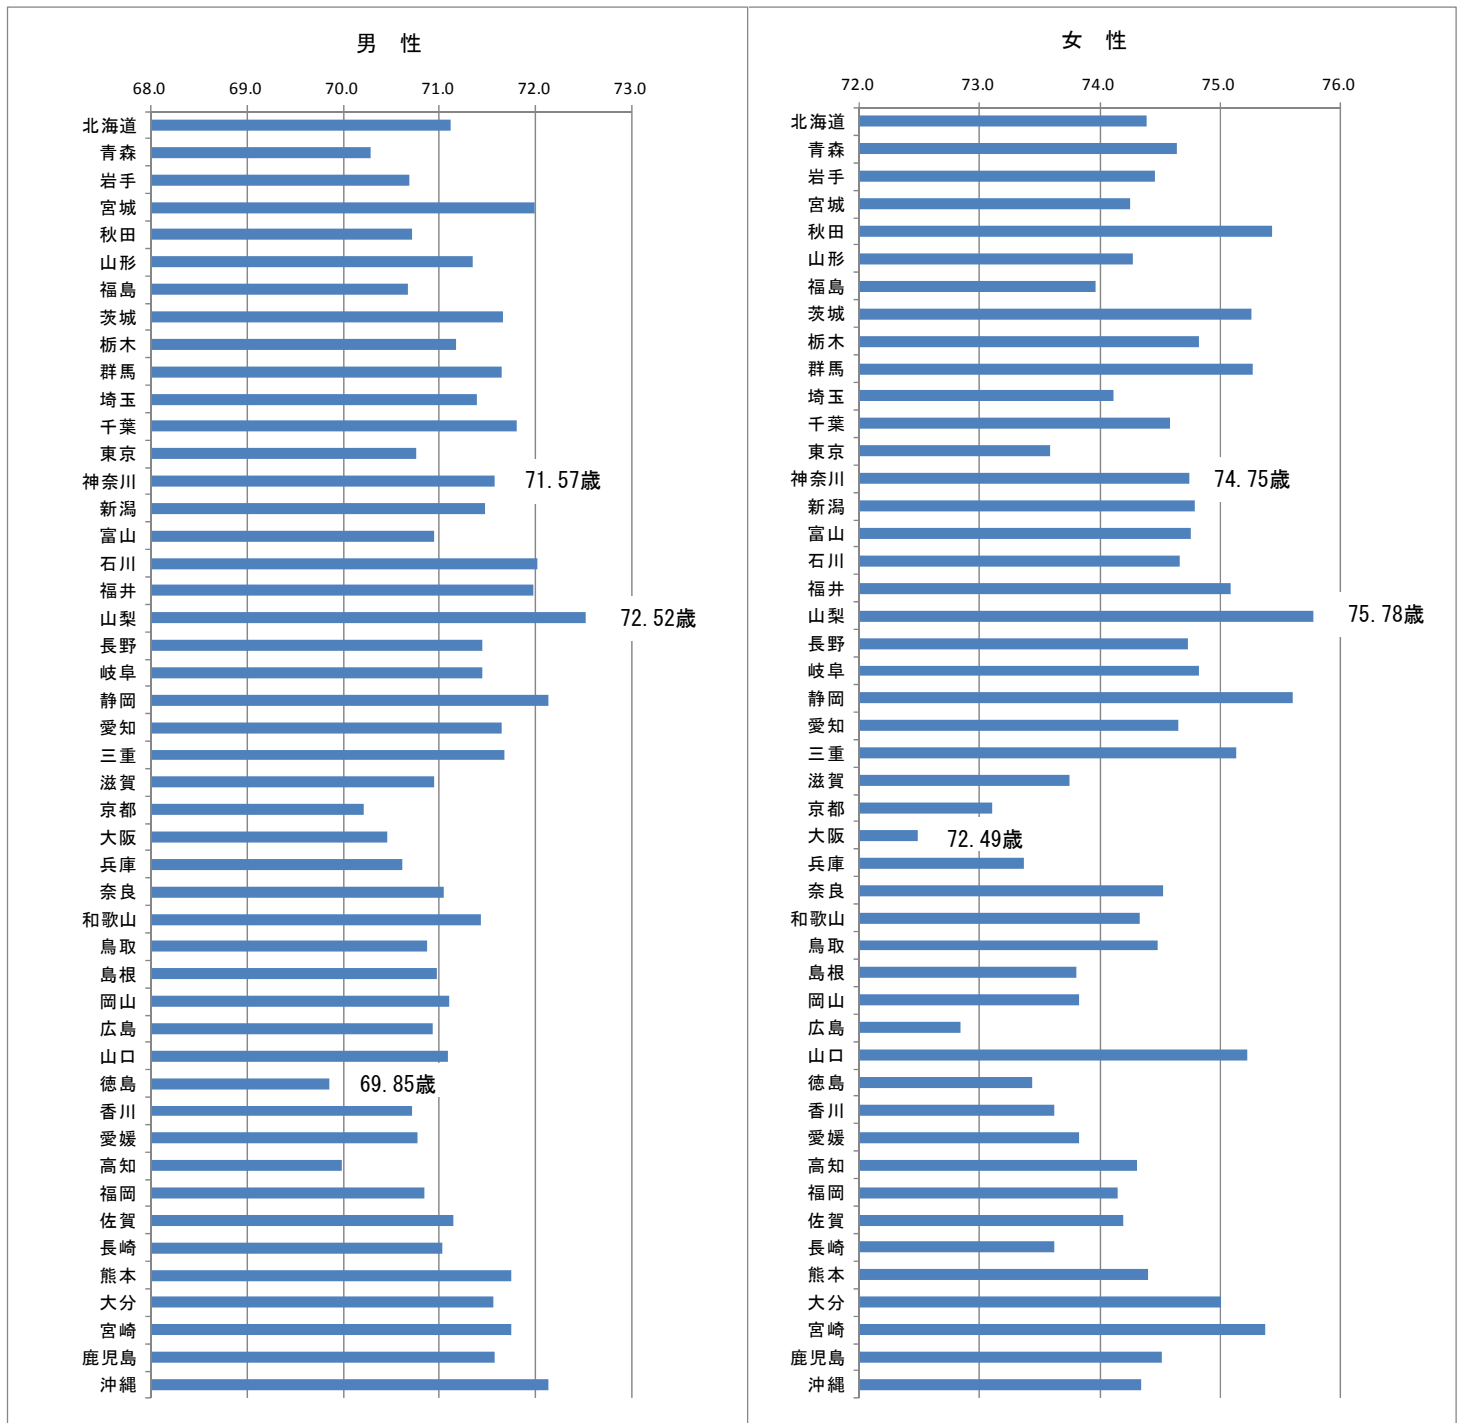 男　性
68.0 69.0 70.0 71.0 72.0 73.0
北海道
青森
岩手
宮城
秋田
山形
福島
茨城
栃木
群馬
埼玉
千葉
東京
神奈川 71.57歳
新潟
富山
石川
福井
山梨 72.52歳
長野
岐阜
静岡
愛知
三重
滋賀
京都
大阪
兵庫
奈良
和歌山
鳥取
島根
岡山
広島
山口
徳島 69.85歳
香川
愛媛
高知
福岡
佐賀
長崎
熊本
大分
宮崎
鹿児島
沖縄
女　性
72.0 73.0 74.0 75.0 76.0
北海道
青森
岩手
宮城
秋田
山形
福島
茨城
栃木
群馬
埼玉
千葉
東京
神奈川 74.75歳
新潟
富山
石川
福井
山梨 75.78歳
長野
岐阜
静岡
愛知
三重
滋賀
京都
大阪 72.49歳
兵庫
奈良
和歌山
鳥取
島根
岡山
広島
山口
徳島
香川
愛媛
高知
福岡
佐賀
長崎
熊本
大分
宮崎
鹿児島
沖縄